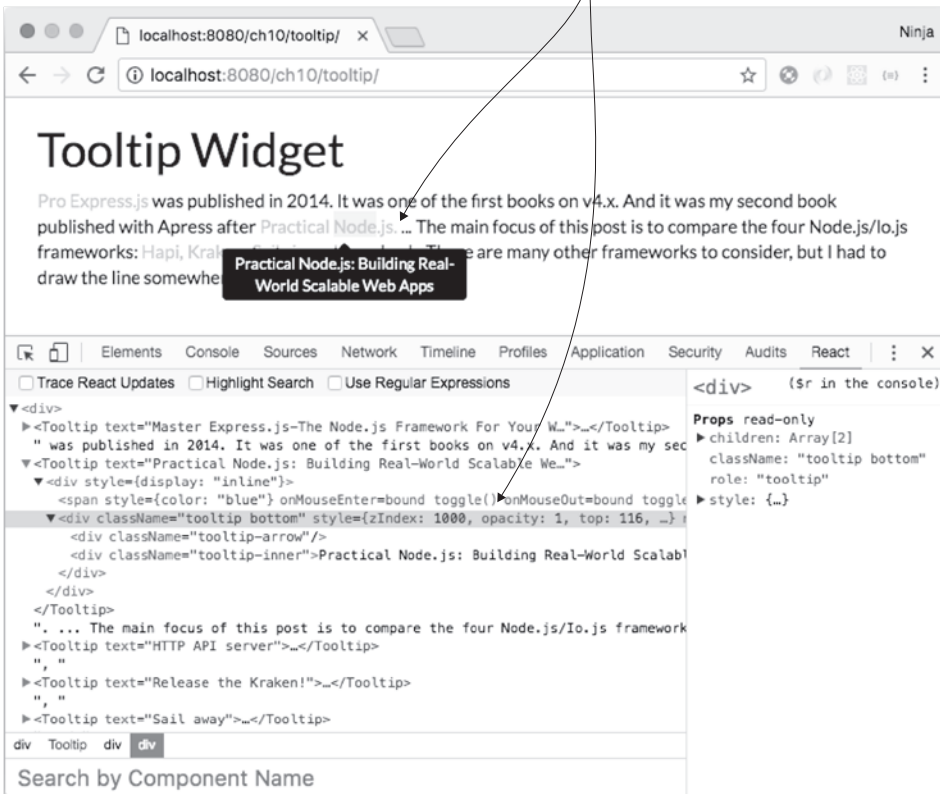 localhost:8080/ch10/tooltip/ ×
Ninja
localhost:8080/ch10/tooltip/
Tooltip Widget
Pro Express.js was published in 2014. It was one of the first books on v4.x. And it was my second book
published with Apress after Practical Node.js. ... The main focus of this post is to compare the four Node.js/Io.js
frameworks: Hapi, Krak e are many other frameworks to consider, but I had to
draw the line somewhe
Practical Node.js: Building Real-
World Scalable Web Apps
Elements Console Sources Network Timeline Profiles Application Security Audits React
Trace React Updates Highlight Search Use Regular Expressions
▼<div>
▶<Tooltip text="Master Express.js-The Node.js Framework For Your W…">…</Tooltip>
" was published in 2014. It was one of the first books on v4.x. And it was my sec
▼<Tooltip text="Practical Node.js: Building Real-World Scalable We…">
▼<div style={display: "inline"}>
<span style={color: "blue"} onMouseEnter=bound toggle() onMouseOut=bound toggle
▼<div className="tooltip bottom" style={zIndex: 1000, opacity: 1, top: 116, …} r
<div className="tooltip-arrow"/>
<div className="tooltip-inner">Practical Node.js: Building Real-World Scalabl
</div>
</div>
</Tooltip>
". ... The main focus of this post is to compare the four Node.js/Io.js framework
▶<Tooltip text="HTTP API server">…</Tooltip>
", "
▶<Tooltip text="Release the Kraken!">…</Tooltip>
", "
▶<Tooltip text="Sail away">…</Tooltip>
div Tooltip div div
Search by Component Name
<div> ($r in the console)
Props read-only
▶ children: Array[2]
className: "tooltip bottom"
role: "tooltip"
▶ style: {…}